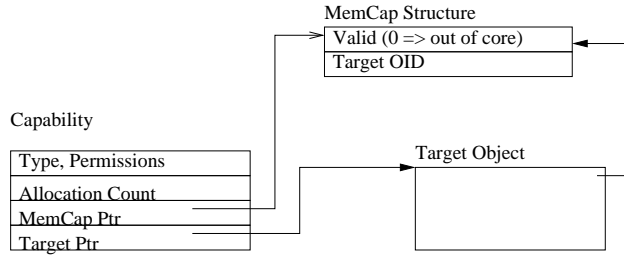 MemCap Structure
Valid (0 => out of core)
Target OID
Capability
Type, Permissions
Allocation Count
MemCap Ptr
Target Ptr
Target Object